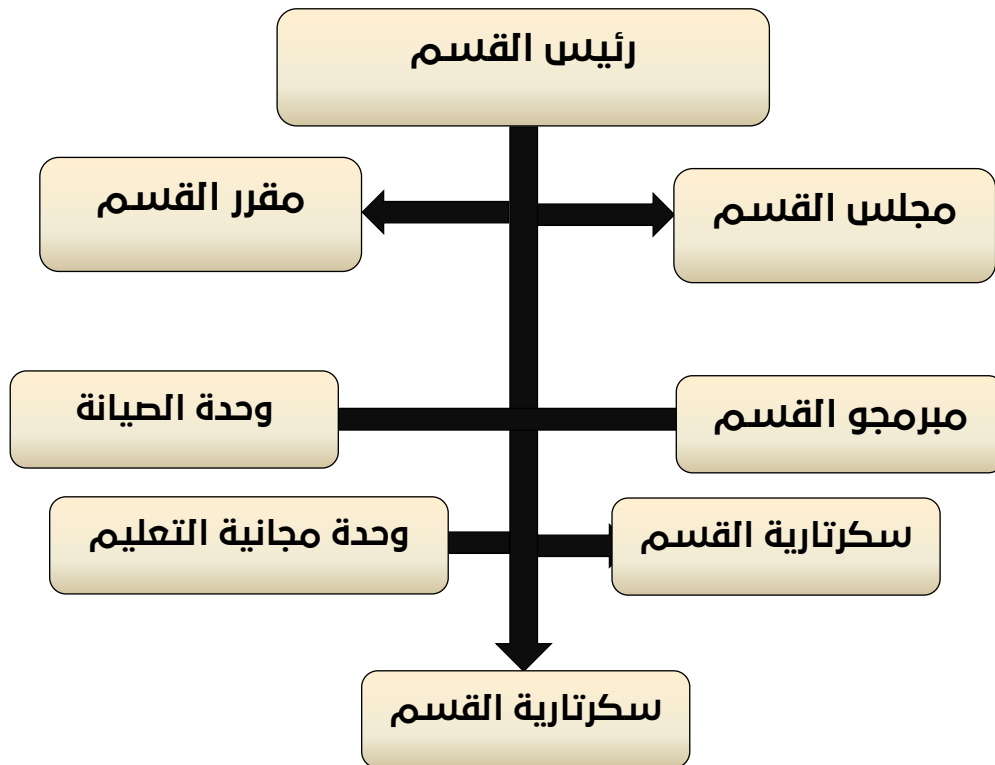 رئيس القسم
مجلس القسم
مقرر القسم
مبرمجو القسم
وحدة الصيانة
سكرتارية القسم
وحدة مجانية التعليم
سكرتارية القسم